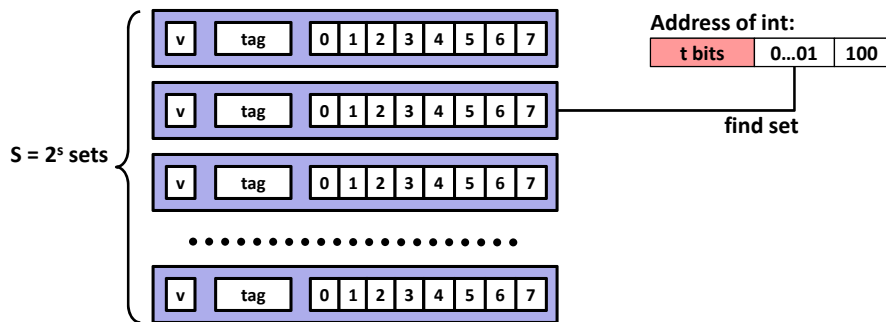 Address of int:
t bits 0...01 100
v tag 0 1 2 3 4 5 6 7
v tag 0 1 2 3 4 5 6 7
find set
S = 2ˢ sets
v tag 0 1 2 3 4 5 6 7
v tag 0 1 2 3 4 5 6 7